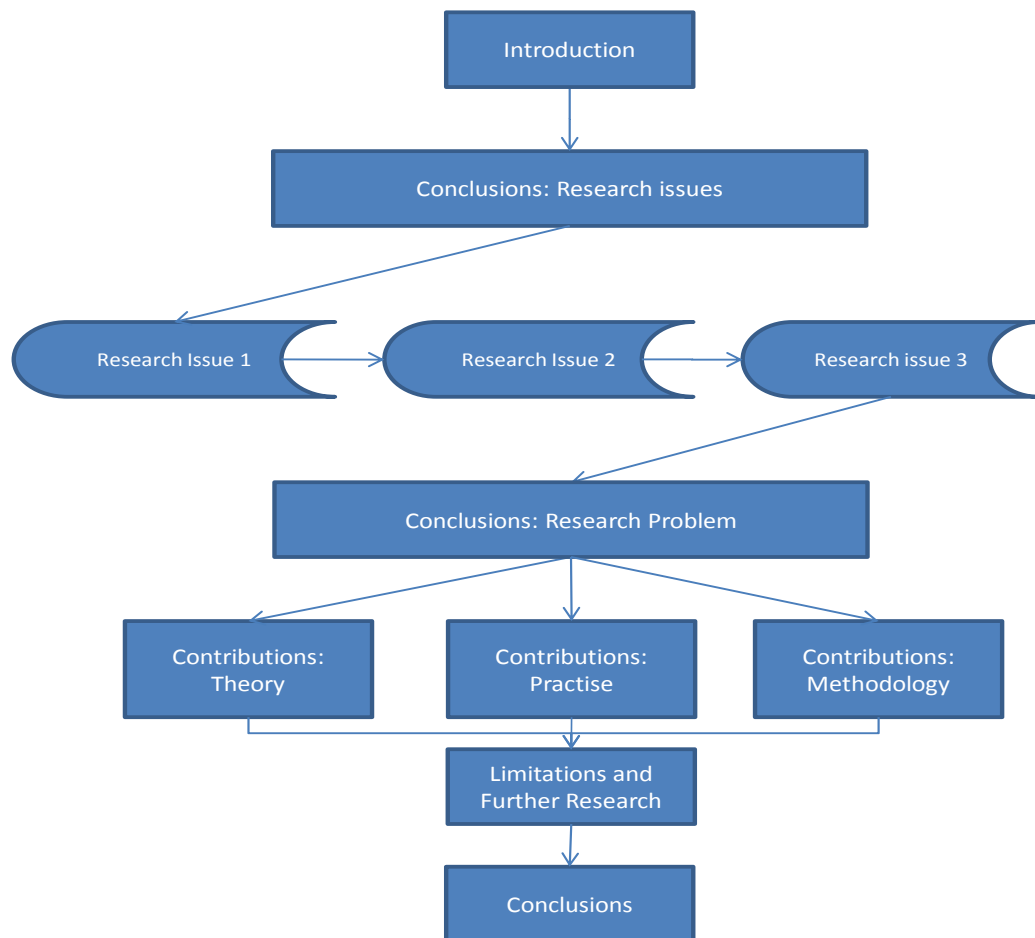 Introduction
Conclusions: Research issues
Research Issue 1
Research Issue 2
Research issue 3
Conclusions: Research Problem
Contributions:
Theory
Contributions:
Practise
Contributions:
Methodology
Limitations and
Further Research
Conclusions